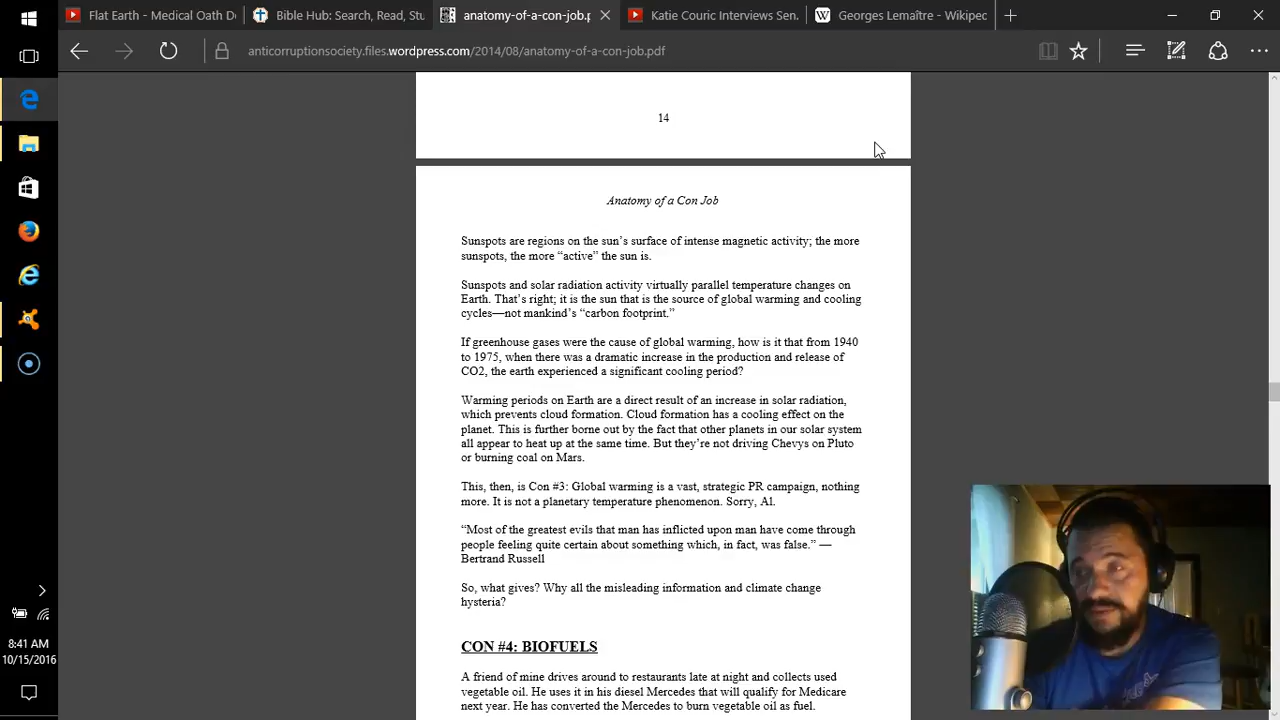 Flat Earth - Medical Oath D
Bible Hub: Search, Read, Stu
anatomy-of-a-con-job.p
Katie Couric Interviews Sen.
Georges Lemaître - Wikipec
anticorruptionsociety.files.wordpress.com/2014/08/anatomy-of-a-con-job.pdf
14
Anatomy of a Con Job
Sunspots are regions on the sun's surface of intense magnetic activity; the more
sunspots, the more “active” the sun is.
Sunspots and solar radiation activity virtually parallel temperature changes on
Earth. That's right; it is the sun that is the source of global warming and cooling
cycles—not mankind's “carbon footprint.”
If greenhouse gases were the cause of global warming, how is it that from 1940
to 1975, when there was a dramatic increase in the production and release of
CO2, the earth experienced a significant cooling period?
Warming periods on Earth are a direct result of an increase in solar radiation,
which prevents cloud formation. Cloud formation has a cooling effect on the
planet. This is further borne out by the fact that other planets in our solar system
all appear to heat up at the same time. But they're not driving Chevys on Pluto
or burning coal on Mars.
This, then, is Con #3: Global warming is a vast, strategic PR campaign, nothing
more. It is not a planetary temperature phenomenon. Sorry, Al.
“Most of the greatest evils that man has inflicted upon man have come through
people feeling quite certain about something which, in fact, was false.” —
Bertrand Russell
So, what gives? Why all the misleading information and climate change
hysteria?
CON #4: BIOFUELS
A friend of mine drives around to restaurants late at night and collects used
vegetable oil. He uses it in his diesel Mercedes that will qualify for Medicare
next year. He has converted the Mercedes to burn vegetable oil as fuel.
8:41 AM
10/15/2016